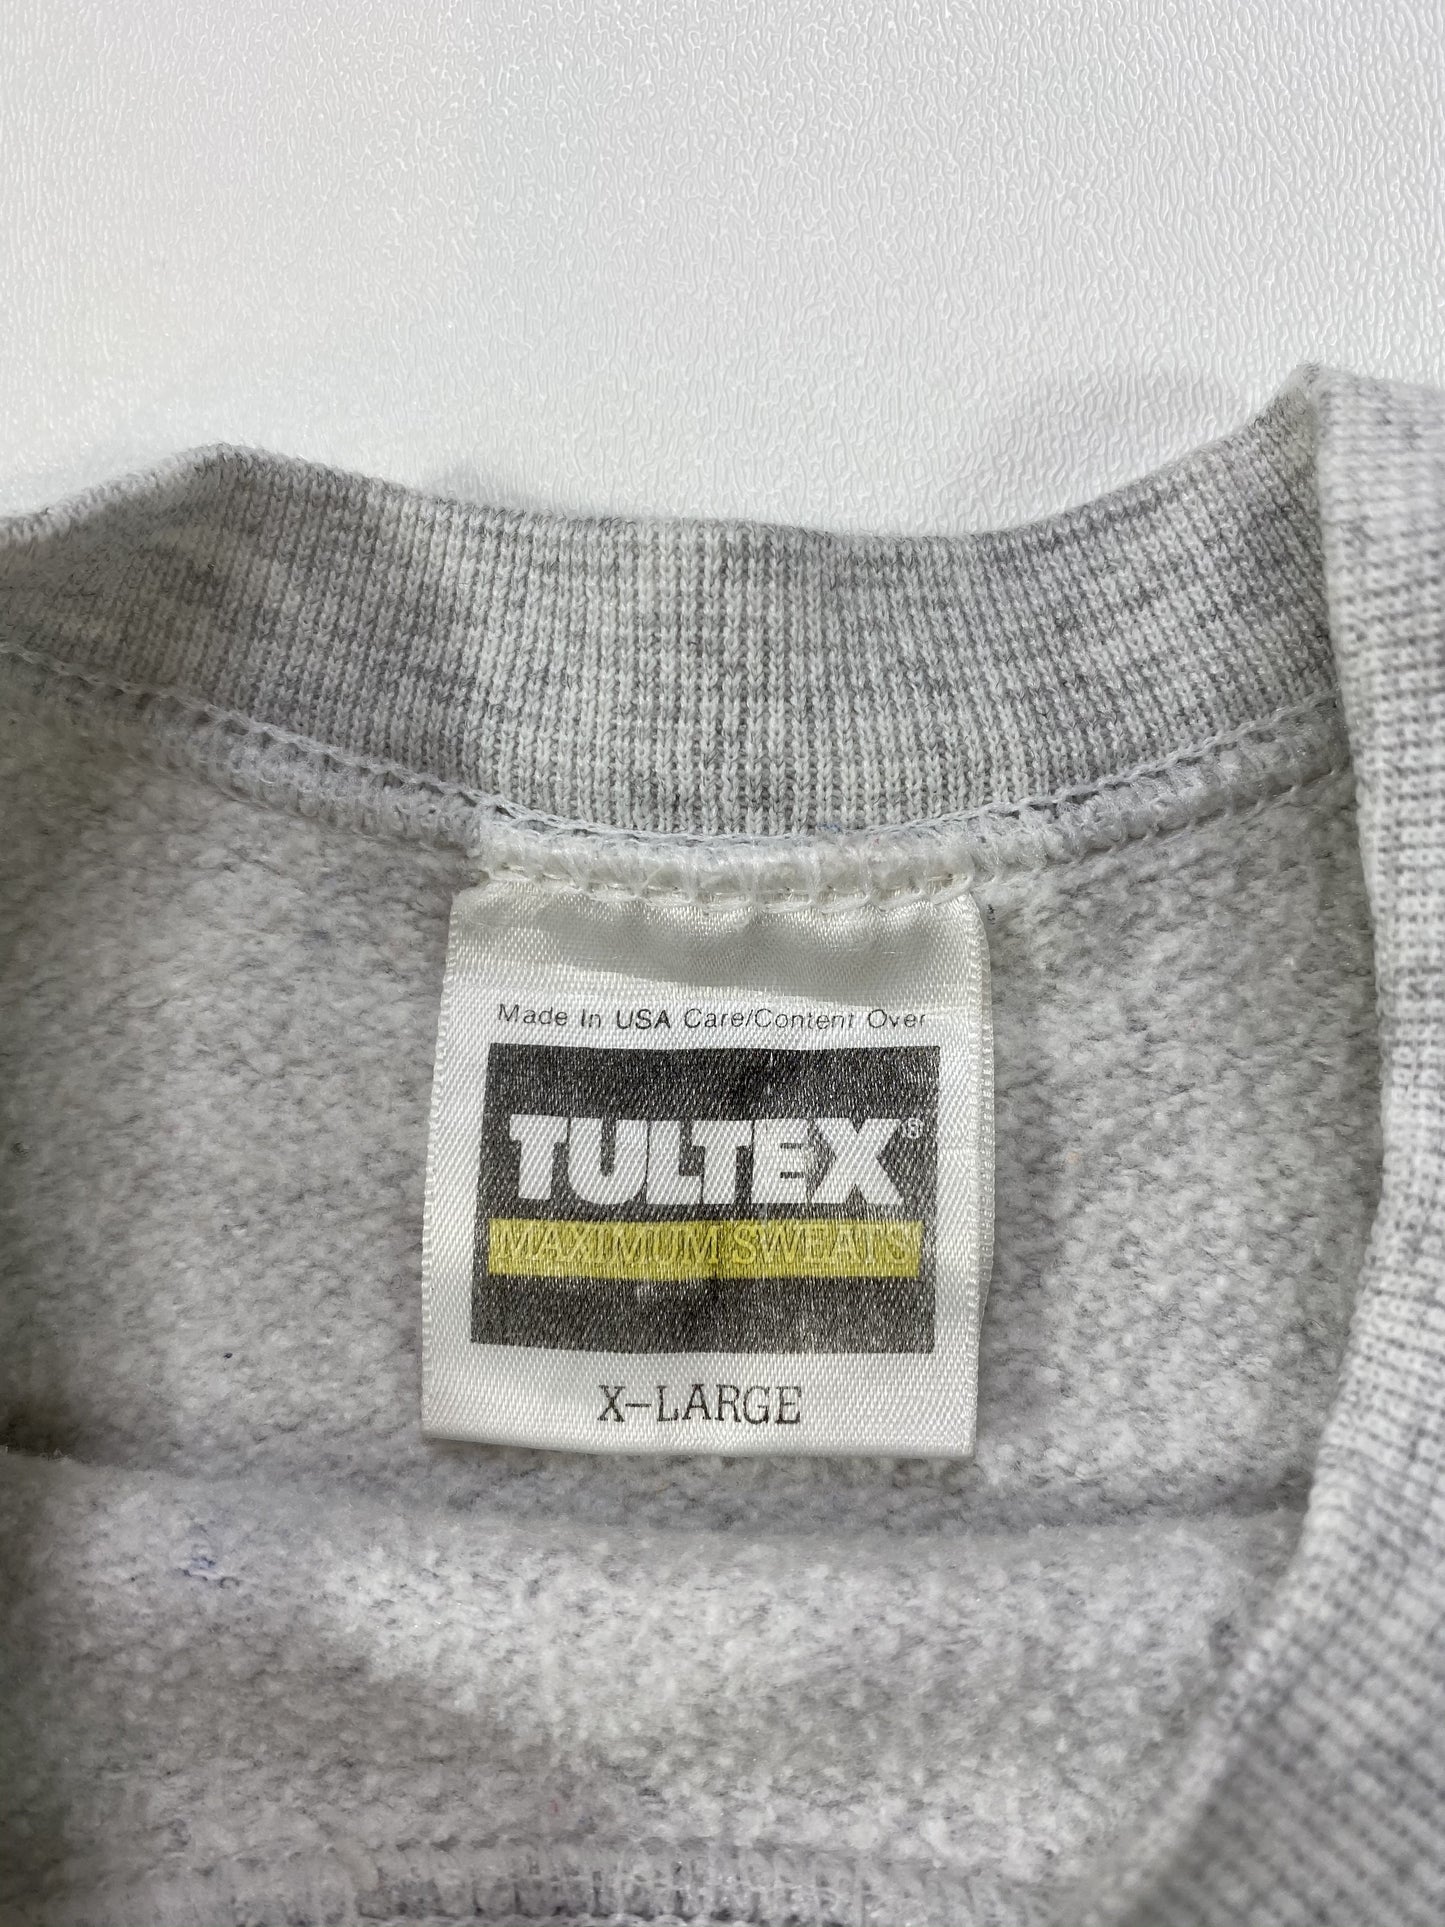 Made In USA Care/Content Over
TULTEX®
MAXIMUM SWEATS
X-LARGE